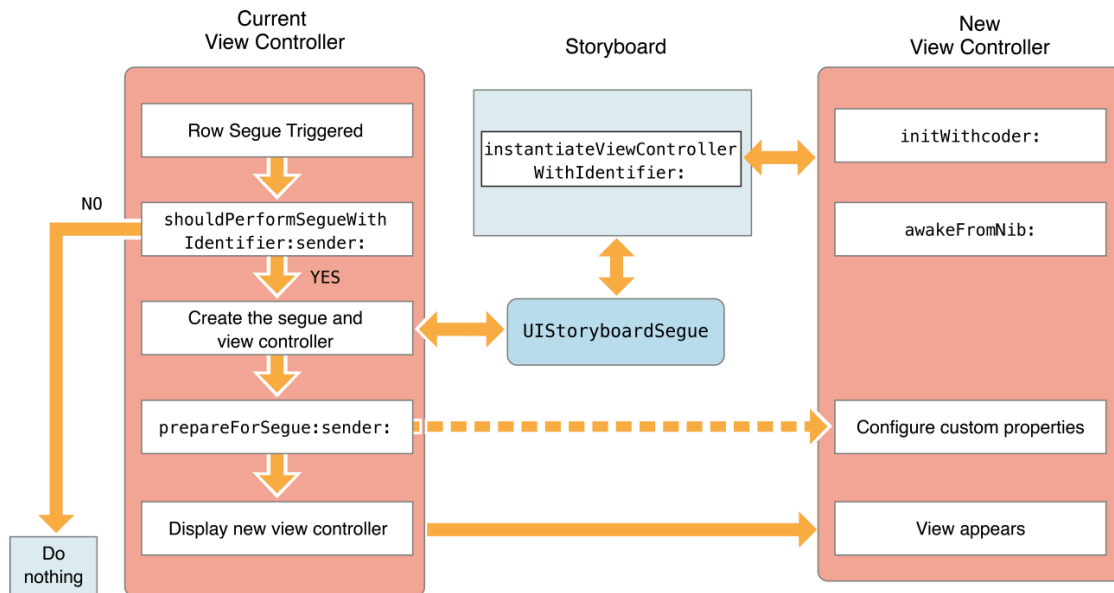 Current
View Controller
Storyboard
New
View Controller
Row Segue Triggered
instantiateViewController
WithIdentifier:
initWithcoder:
NO
shouldPerformSegueWith
Identifier:sender:
awakeFromNib:
YES
Create the segue and
view controller
UIStoryboardSegue
prepareForSegue:sender:
Configure custom properties
Display new view controller
View appears
Do
nothing